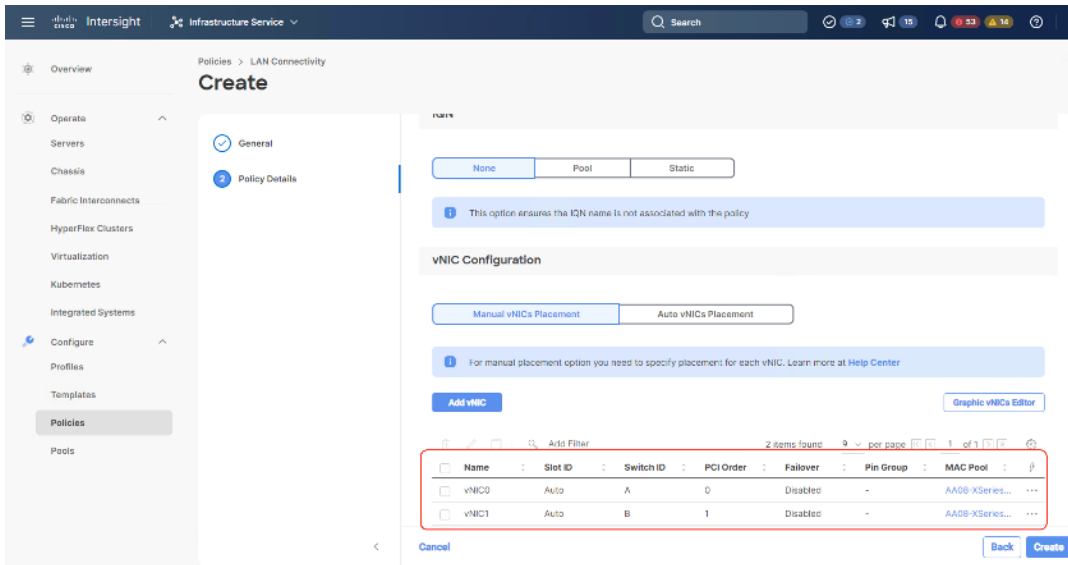 cisco Intersight
Infrastructure Service
Search
2
15
53
14
Overview
Operate
Servers
Chassis
Fabric Interconnects
HyperFlex Clusters
Virtualization
Kubernetes
Integrated Systems
Configure
Profiles
Templates
Policies
Pools
Policies > LAN Connectivity
Create
General
2 Policy Details
IQN
None Pool Static
This option ensures the IQN name is not associated with the policy
vNIC Configuration
Manual vNICs Placement Auto vNICs Placement
For manual placement option you need to specify placement for each vNIC. Learn more at Help Center
Add vNIC Graphic vNICs Editor
Add Filter 2 items found 9 per page 1 of 1
Name Slot ID Switch ID PCI Order Failover Pin Group MAC Pool
vNIC0 Auto A 0 Disabled - AA08-XSeries... ...
vNIC1 Auto B 1 Disabled - AA08-XSeries... ...
Cancel Back Create